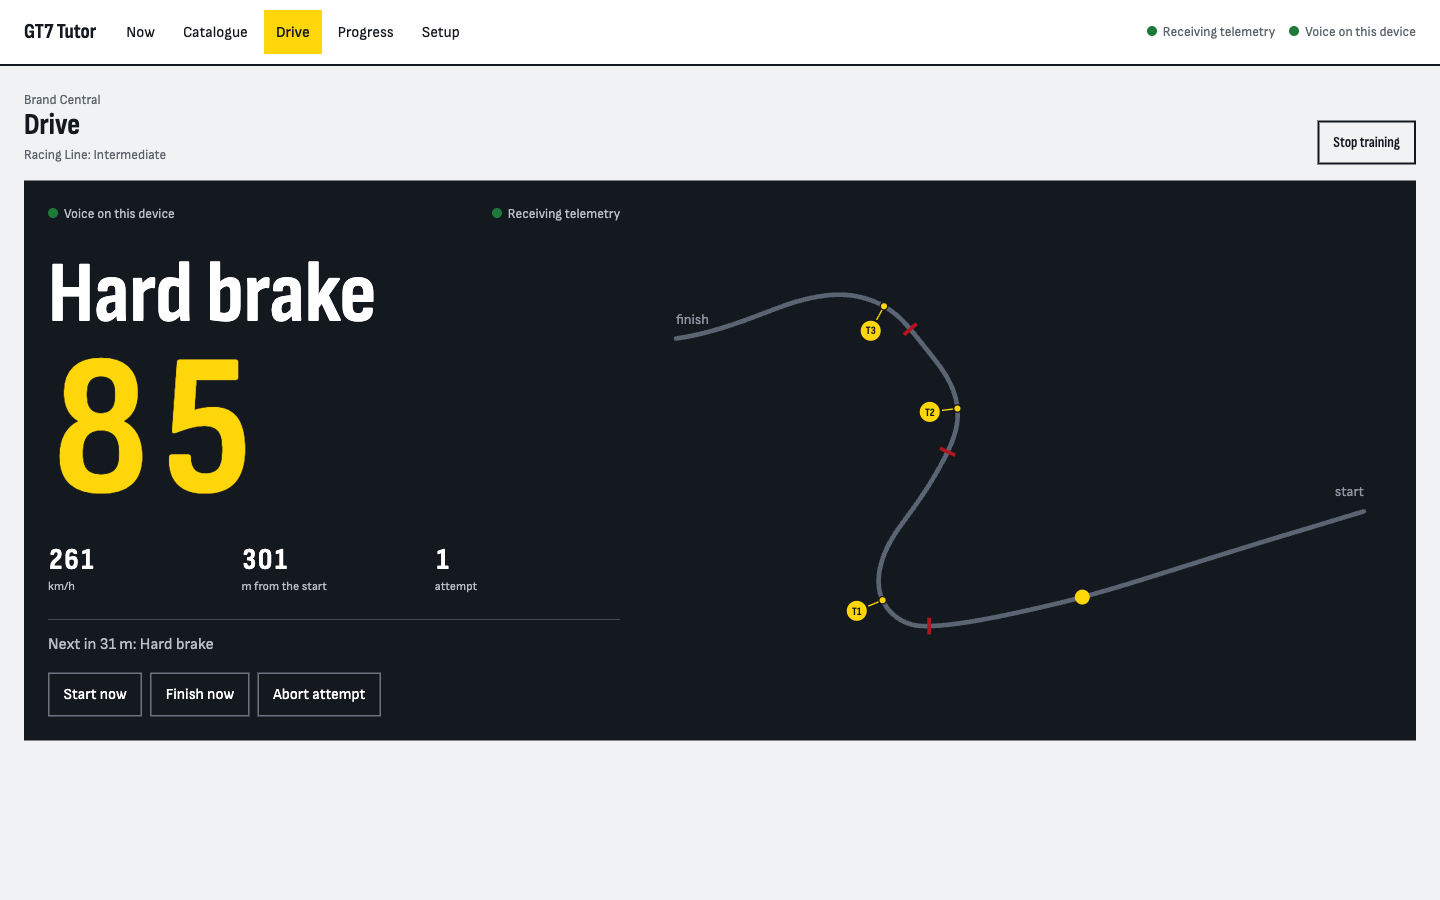 GT7 Tutor
Now
Catalogue
Drive
Progress
Setup
Receiving telemetry
Voice on this device
Brand Central
Drive
Racing Line: Intermediate
Stop training
Voice on this device
Receiving telemetry
Hard brake
85
261
km/h
301
m from the start
1
attempt
Next in 31 m: Hard brake
Start now
Finish now
Abort attempt
finish
T3
T2
start
T1